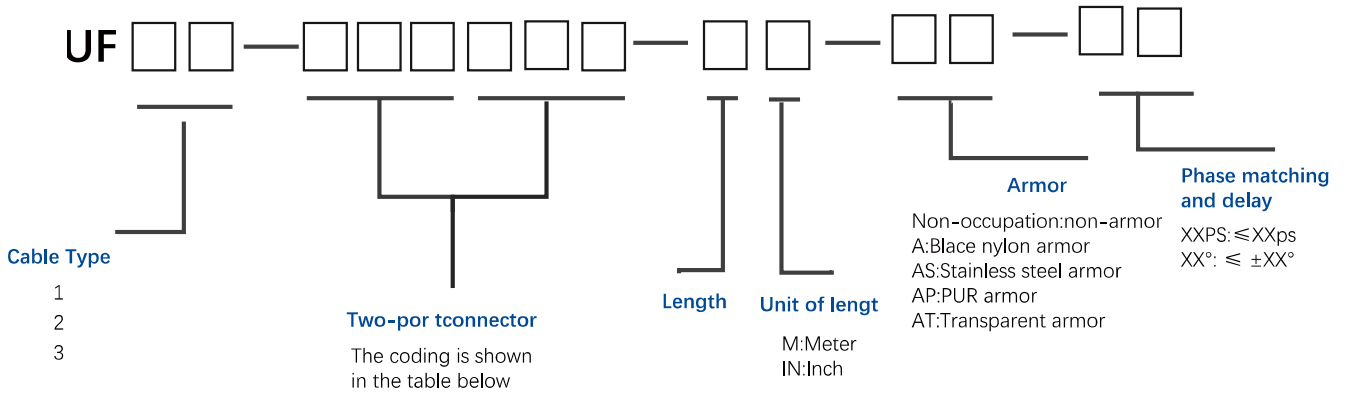 UF
Cable Type
1
2
3
Two-por tconnector
The coding is shown
in the table below
Length
Unit of lengt
M:Meter
IN:Inch
Armor
Non-occupation:non-armor
A:Blace nylon armor
AS:Stainless steel armor
AP:PUR armor
AT:Transparent armor
Phase matching
and delay
XXPS:≤XXps
XX°: ≤ ±XX°